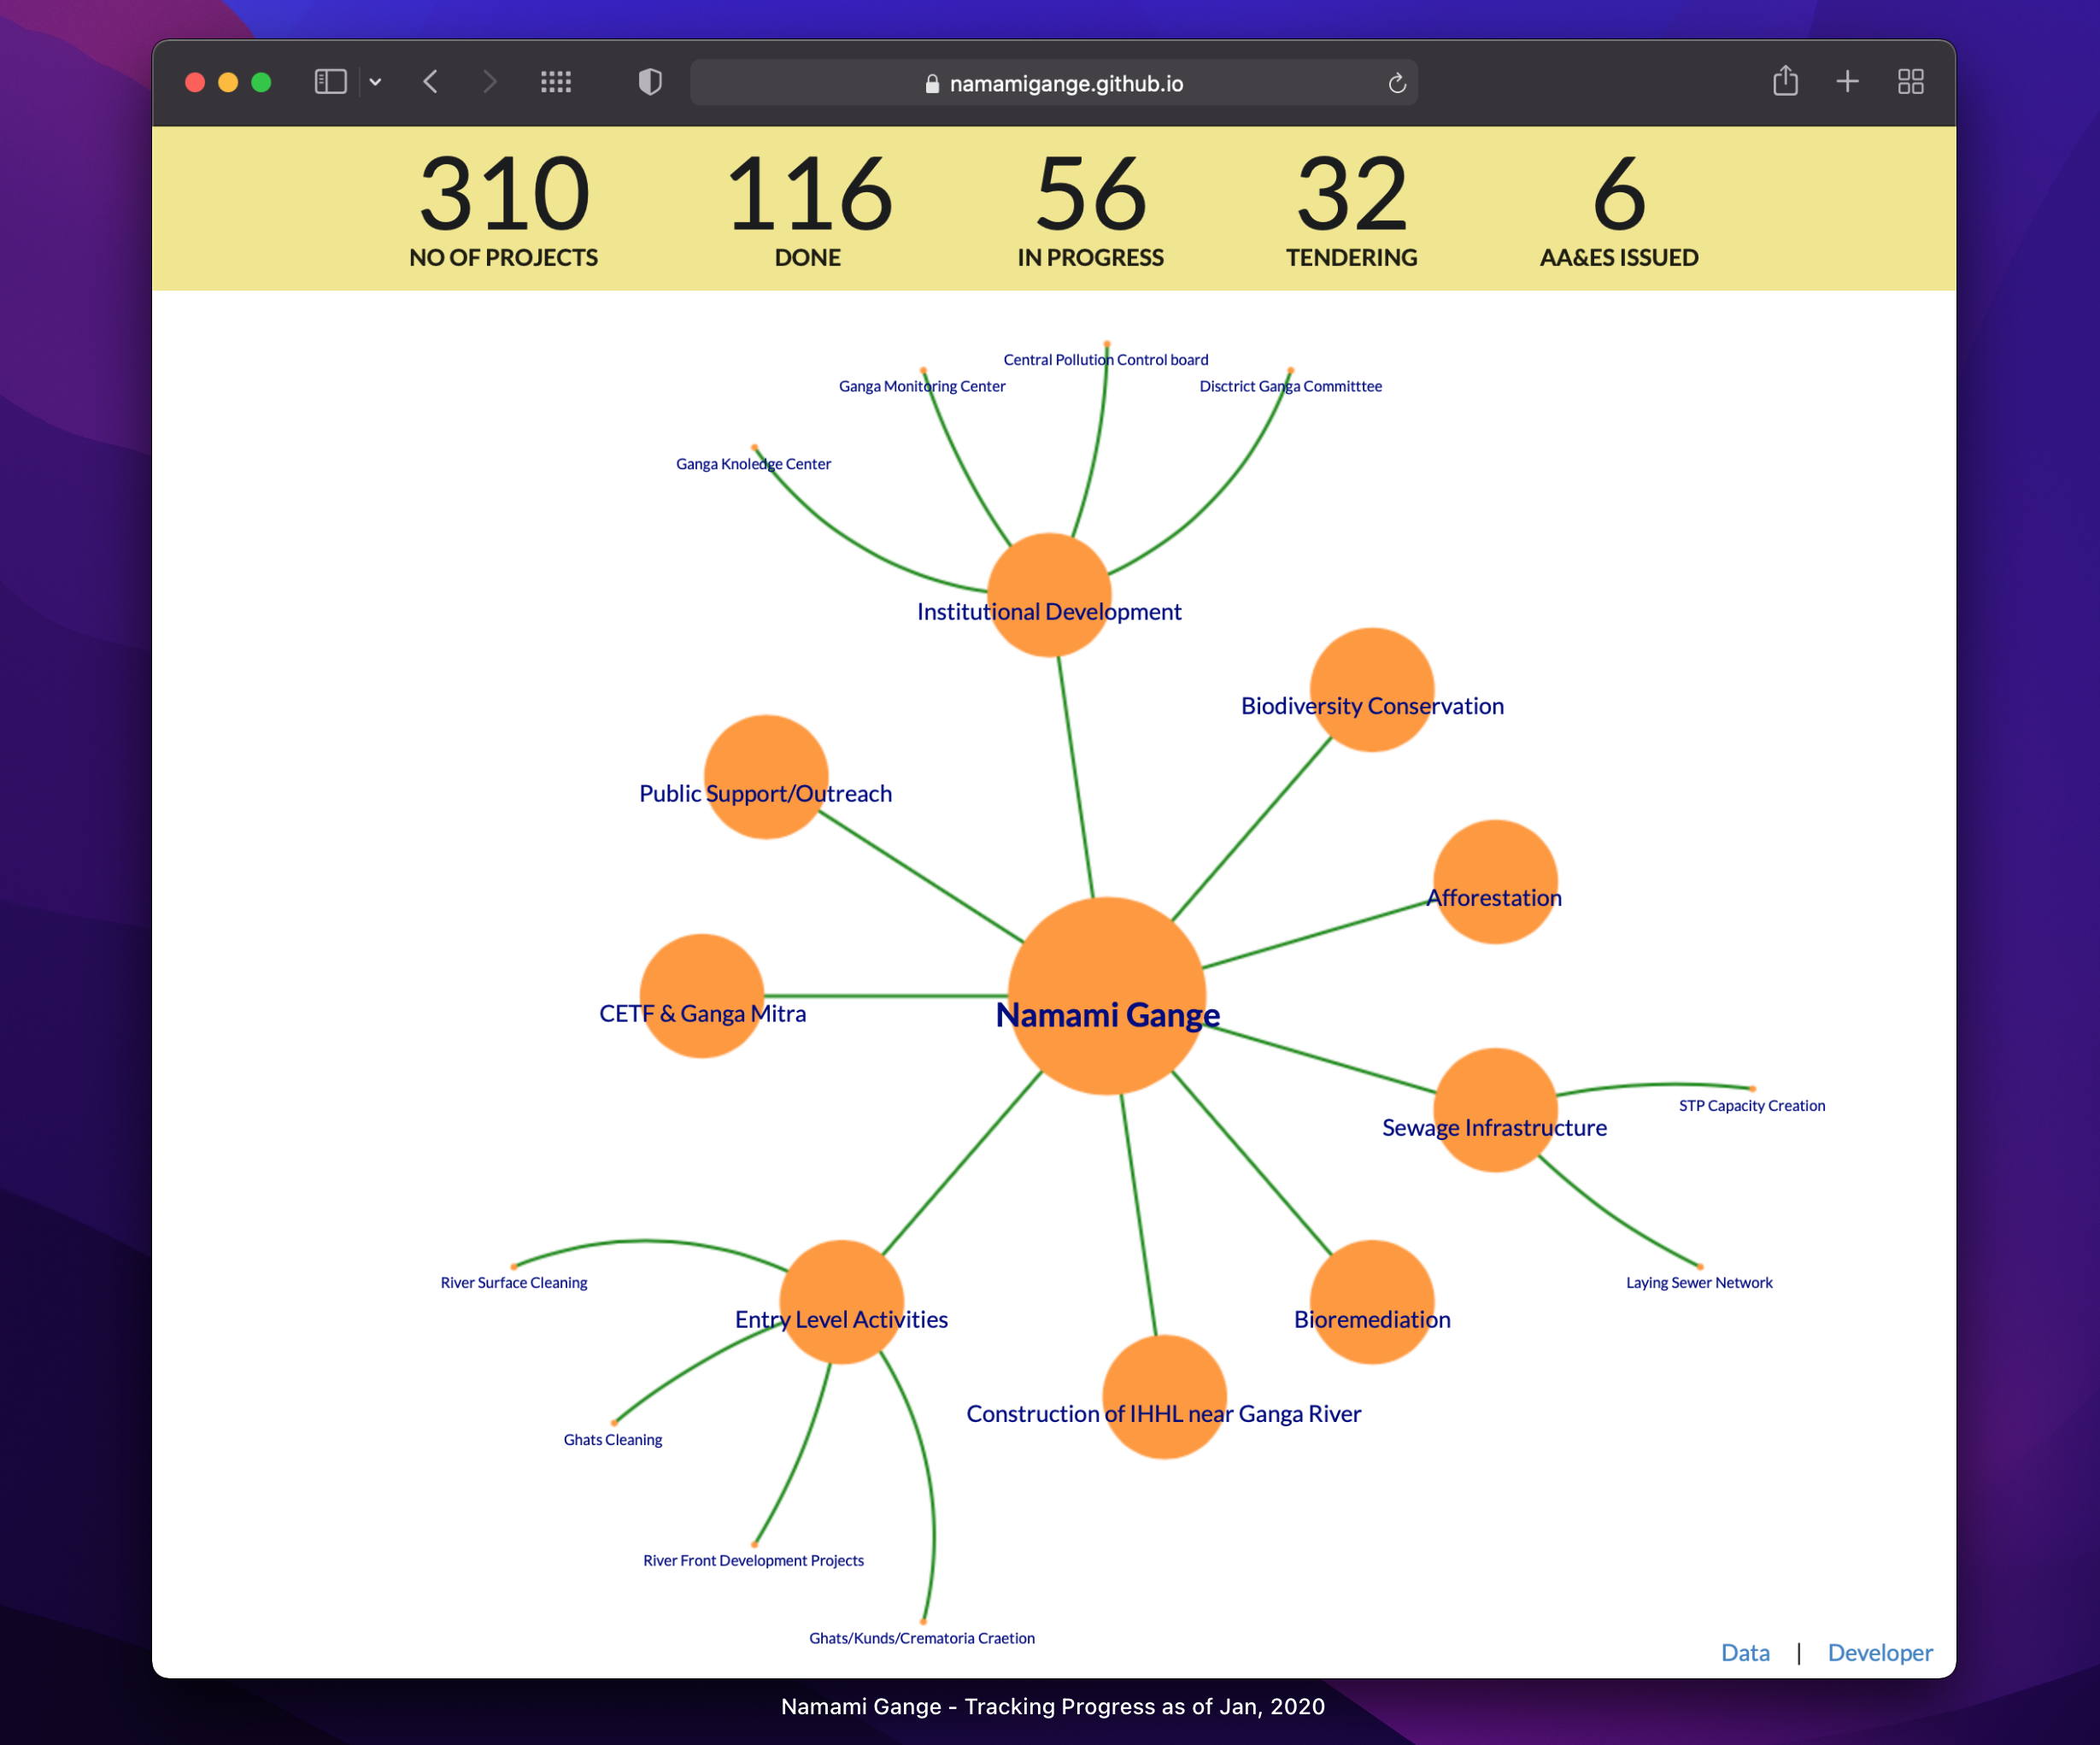 namamigange.github.io
310 116 56 32 6
NO OF PROJECTS DONE IN PROGRESS TENDERING AA&ES ISSUED
Central Pollution Control board
Ganga Monitoring Center
Disctrict Ganga Committtee
Ganga Knoledge Center
Institutional Development
Biodiversity Conservation
Public Support/Outreach
Afforestation
CETF & Ganga Mitra
Namami Gange
STP Capacity Creation
Sewage Infrastructure
River Surface Cleaning
Laying Sewer Network
Entry Level Activities
Bioremediation
Construction of IHHL near Ganga River
Ghats Cleaning
River Front Development Projects
Ghats/Kunds/Crematoria Craetion
Data | Developer
Namami Gange - Tracking Progress as of Jan, 2020